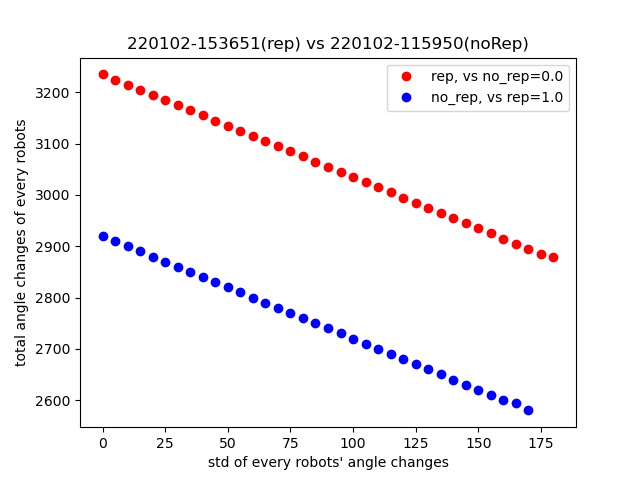 220102-153651(rep) vs 220102-115950(noRep)
rep, vs no_rep=0.0
no_rep, vs rep=1.0
total angle changes of every robots
3200
3100
3000
2900
2800
2700
2600
0 25 50 75 100 125 150 175
std of every robots' angle changes